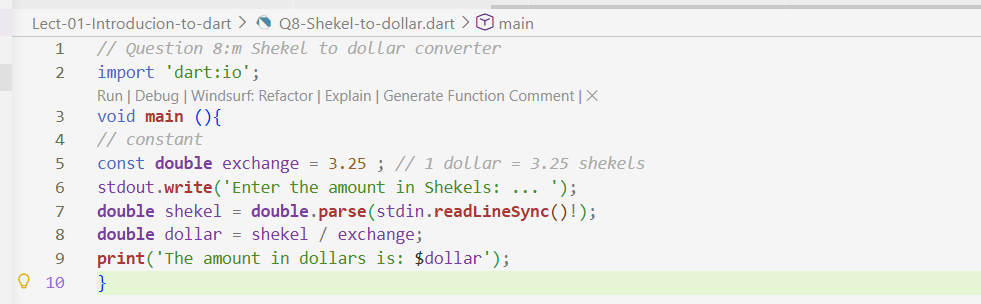 Lect-01-Introducion-to-dart > Q8-Shekel-to-dollar.dart > main
1 // Question 8:m Shekel to dollar converter
2 import 'dart:io';
Run | Debug | Windsurf: Refactor | Explain | Generate Function Comment | ×
3 void main (){
4 // constant
5 const double exchange = 3.25 ; // 1 dollar = 3.25 shekels
6 stdout.write('Enter the amount in Shekels: ... ');
7 double shekel = double.parse(stdin.readLineSync()!);
8 double dollar = shekel / exchange;
9 print('The amount in dollars is: $dollar');
10 }